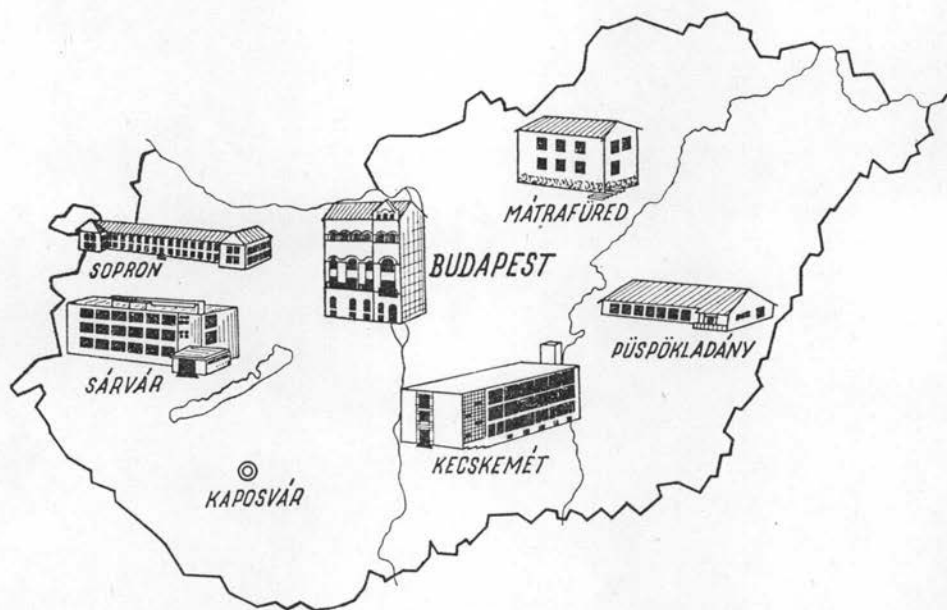 MÁTRAFÜRED
SOPRON
BUDAPEST
PÜSPÖKLADÁNY
SÁRVÁR
KECSKEMÉT
KAPOSVÁR